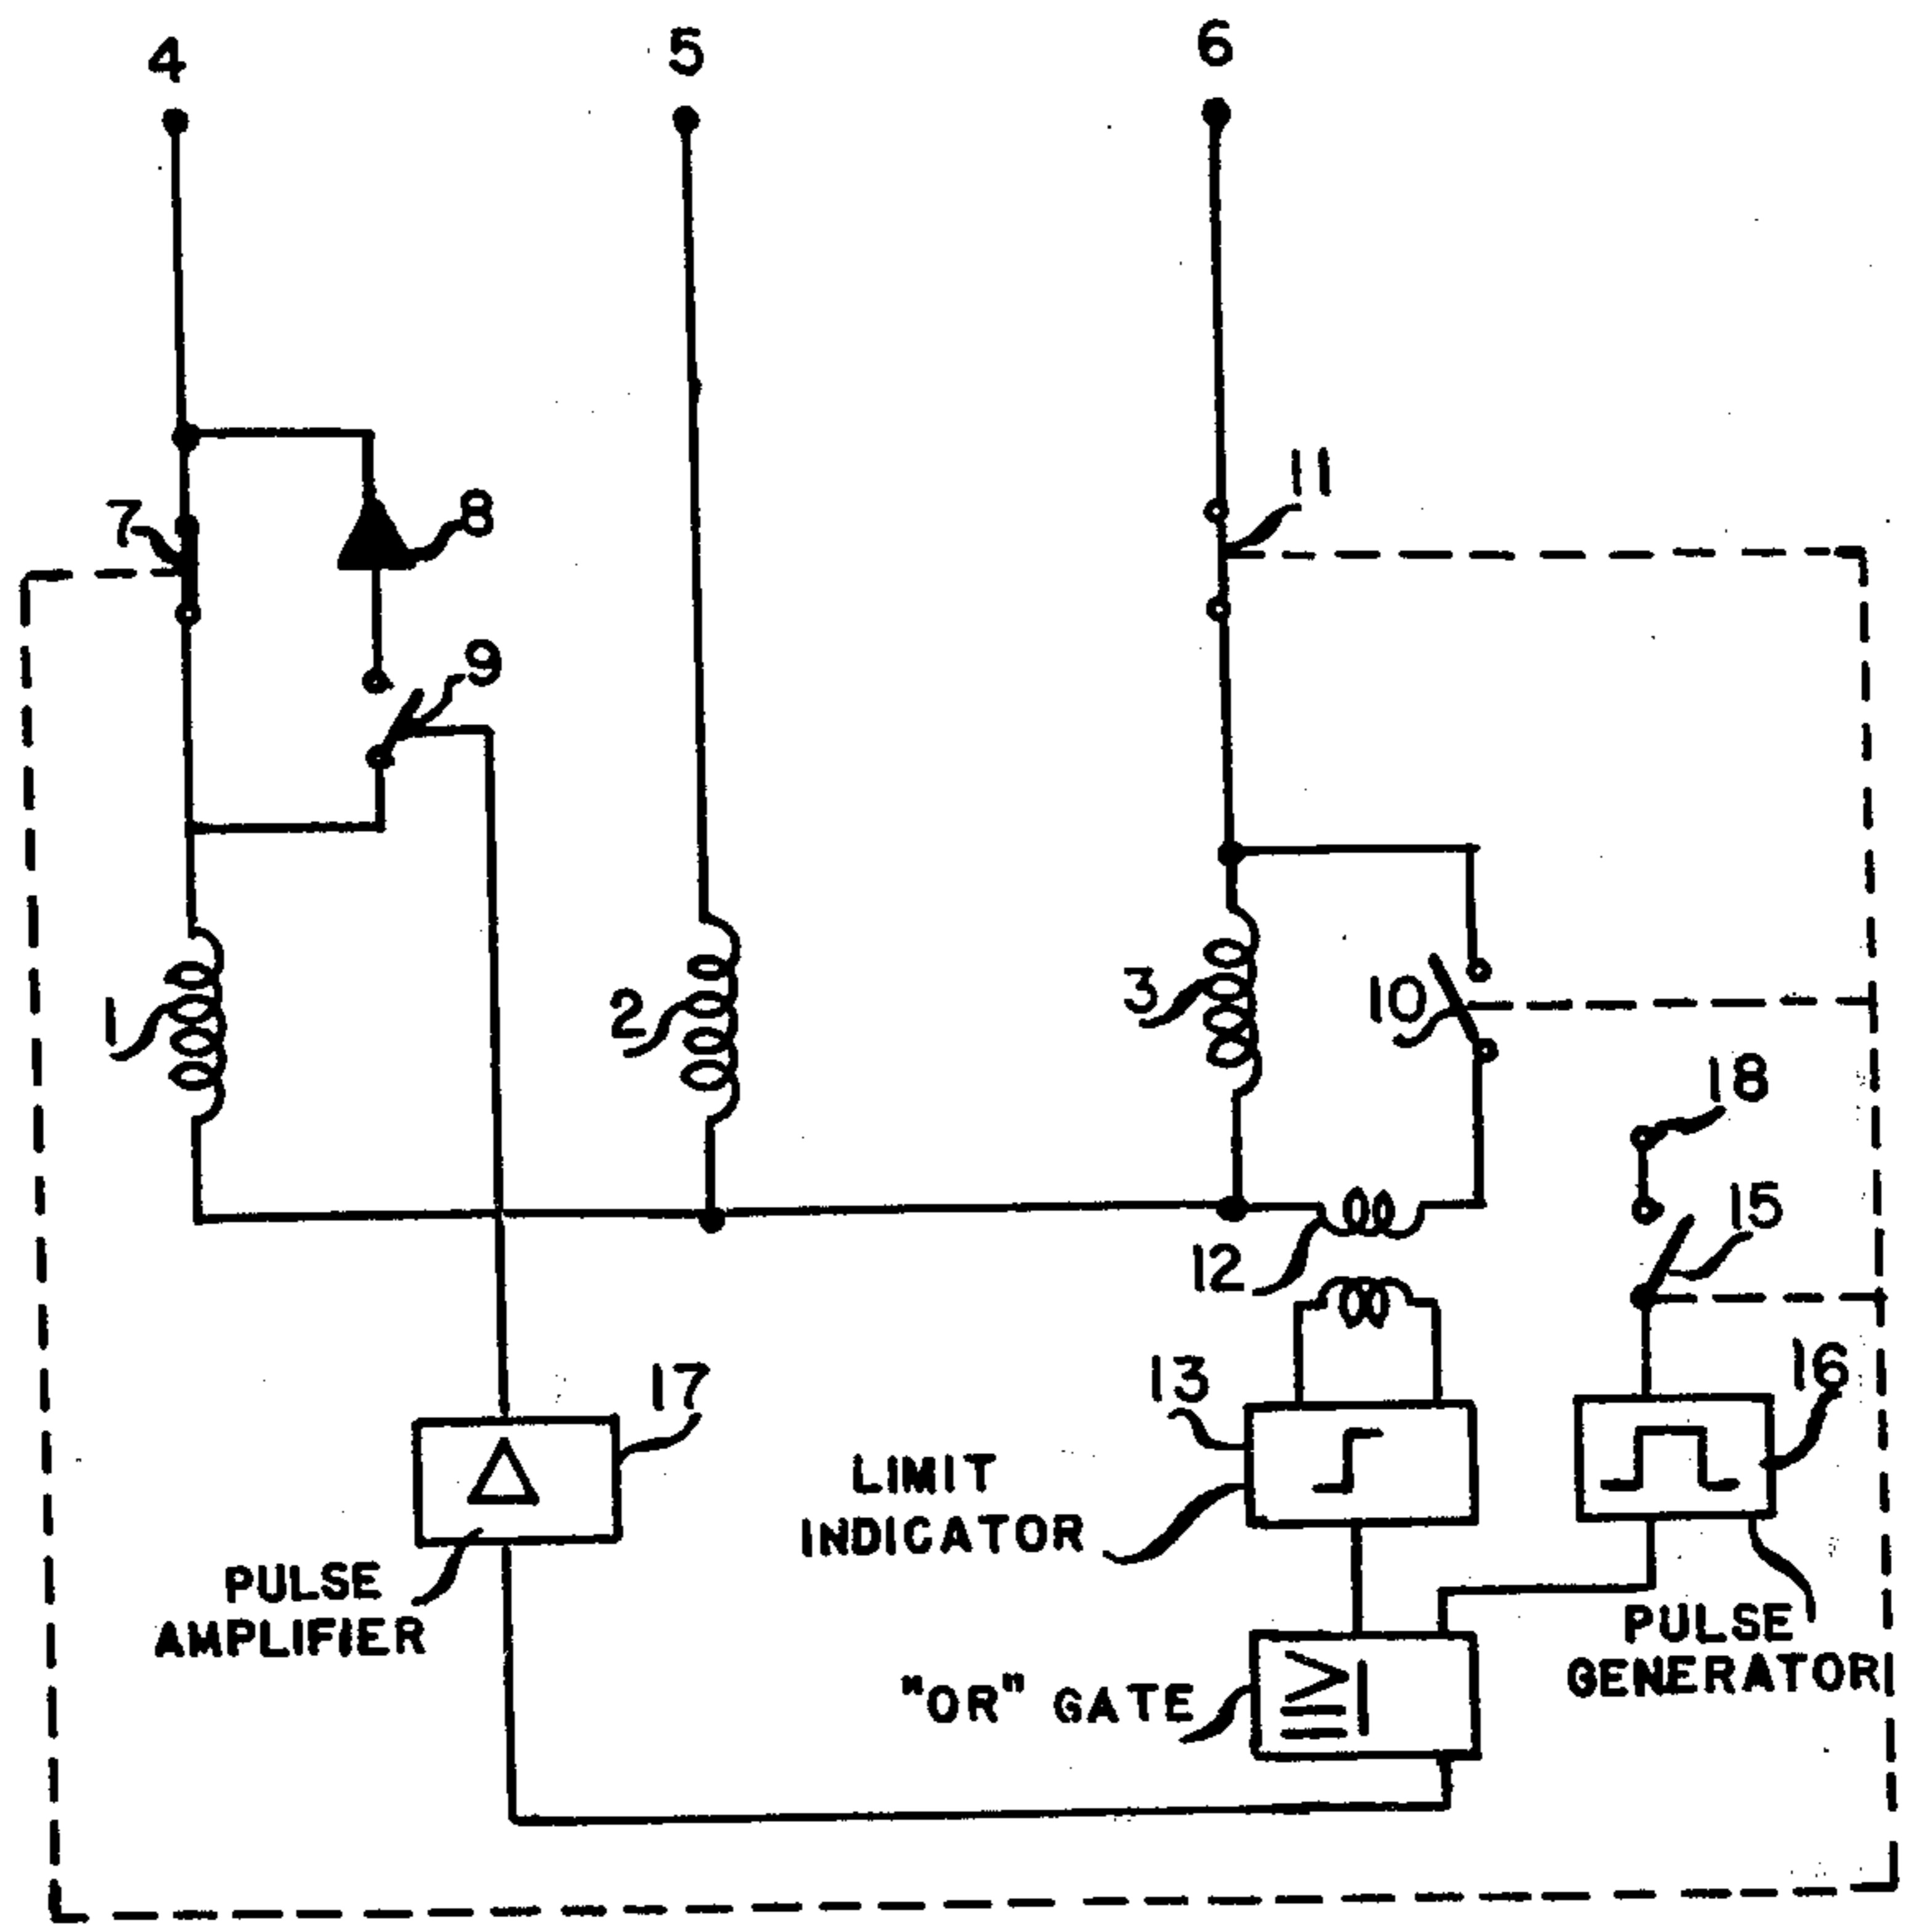 4
5
6
11
7
8
9
3
10
1
2
18
15
12
17
13
16
LIMIT
INDICATOR
PULSE
AMPLIFIER
PULSE
GENERATOR
"OR" GATE
≥1